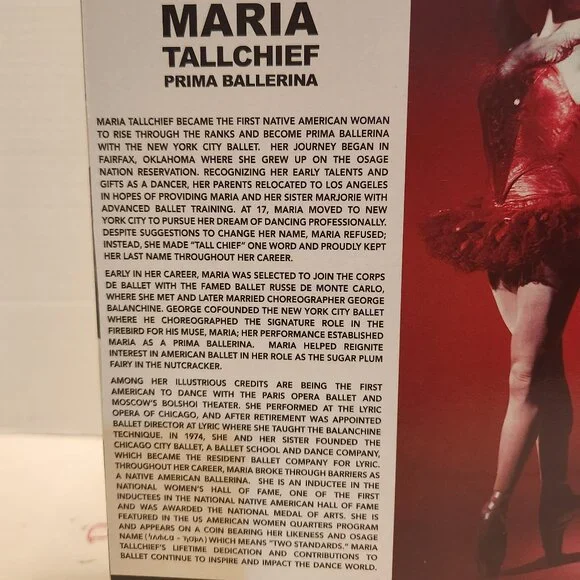 MARIA
TALLCHIEF
PRIMA BALLERINA
MARIA TALLCHIEF BECAME THE FIRST NATIVE AMERICAN WOMAN
TO RISE THROUGH THE RANKS AND BECOME PRIMA BALLERINA
WITH THE NEW YORK CITY BALLET. HER JOURNEY BEGAN IN
FAIRFAX, OKLAHOMA WHERE SHE GREW UP ON THE OSAGE
NATION RESERVATION. RECOGNIZING HER EARLY TALENTS AND
GIFTS AS A DANCER, HER PARENTS RELOCATED TO LOS ANGELES
IN HOPES OF PROVIDING MARIA AND HER SISTER MARJORIE WITH
ADVANCED BALLET TRAINING. AT 17, MARIA MOVED TO NEW
YORK CITY TO PURSUE HER DREAM OF DANCING PROFESSIONALLY.
DESPITE SUGGESTIONS TO CHANGE HER NAME, MARIA REFUSED;
INSTEAD, SHE MADE "TALL CHIEF" ONE WORD AND PROUDLY KEPT
HER LAST NAME THROUGHOUT HER CAREER.
EARLY IN HER CAREER, MARIA WAS SELECTED TO JOIN THE CORPS
DE BALLET WITH THE FAMED BALLET RUSSE DE MONTE CARLO,
WHERE SHE MET AND LATER MARRIED CHOREOGRAPHER GEORGE
BALANCHINE. GEORGE COFOUNDED THE NEW YORK CITY BALLET
WHERE HE CHOREOGRAPHED THE SIGNATURE ROLE IN THE
FIREBIRD FOR HIS MUSE, MARIA; HER PERFORMANCE ESTABLISHED
MARIA AS A PRIMA BALLERINA. MARIA HELPED REIGNITE
INTEREST IN AMERICAN BALLET IN HER ROLE AS THE SUGAR PLUM
FAIRY IN THE NUTCRACKER.
AMONG HER ILLUSTRIOUS CREDITS ARE BEING THE FIRST
AMERICAN TO DANCE WITH THE PARIS OPERA BALLET AND
MOSCOW'S BOLSHOI THEATER. SHE PERFORMED AT THE LYRIC
OPERA OF CHICAGO, AND AFTER RETIREMENT WAS APPOINTED
BALLET DIRECTOR AT LYRIC WHERE SHE TAUGHT THE BALANCHINE
TECHNIQUE. IN 1974, SHE AND HER SISTER FOUNDED THE
CHICAGO CITY BALLET, A BALLET SCHOOL AND DANCE COMPANY,
WHICH BECAME THE RESIDENT BALLET COMPANY FOR LYRIC.
THROUGHOUT HER CAREER, MARIA BROKE THROUGH BARRIERS AS
A NATIVE AMERICAN BALLERINA. SHE IS AN INDUCTEE IN THE
NATIONAL WOMEN'S HALL OF FAME, ONE OF THE FIRST
INDUCTEES IN THE NATIONAL NATIVE AMERICAN HALL OF FAME
AND WAS AWARDED THE NATIONAL MEDAL OF ARTS. SHE IS
FEATURED IN THE US AMERICAN WOMEN QUARTERS PROGRAM
AND APPEARS ON A COIN BEARING HER LIKENESS AND OSAGE
NAME WHICH MEANS "TWO STANDARDS." MARIA
TALLCHIEF'S LIFETIME DEDICATION AND CONTRIBUTIONS TO
BALLET CONTINUE TO INSPIRE AND IMPACT THE DANCE WORLD.